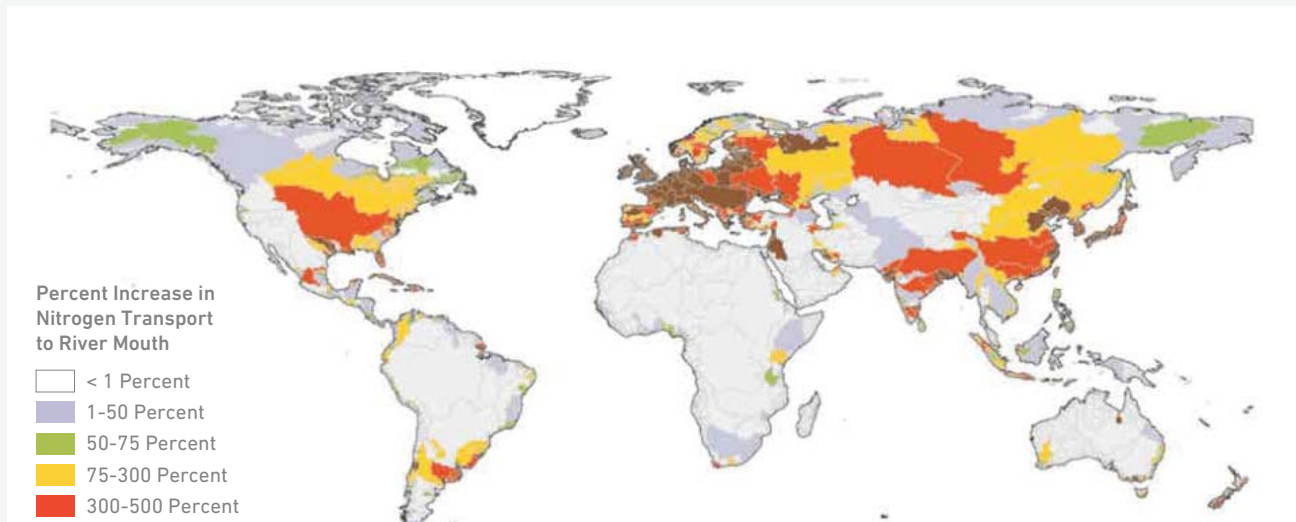 Percent Increase in
Nitrogen Transport
to River Mouth
< 1 Percent
1-50 Percent
50-75 Percent
75-300 Percent
300-500 Percent